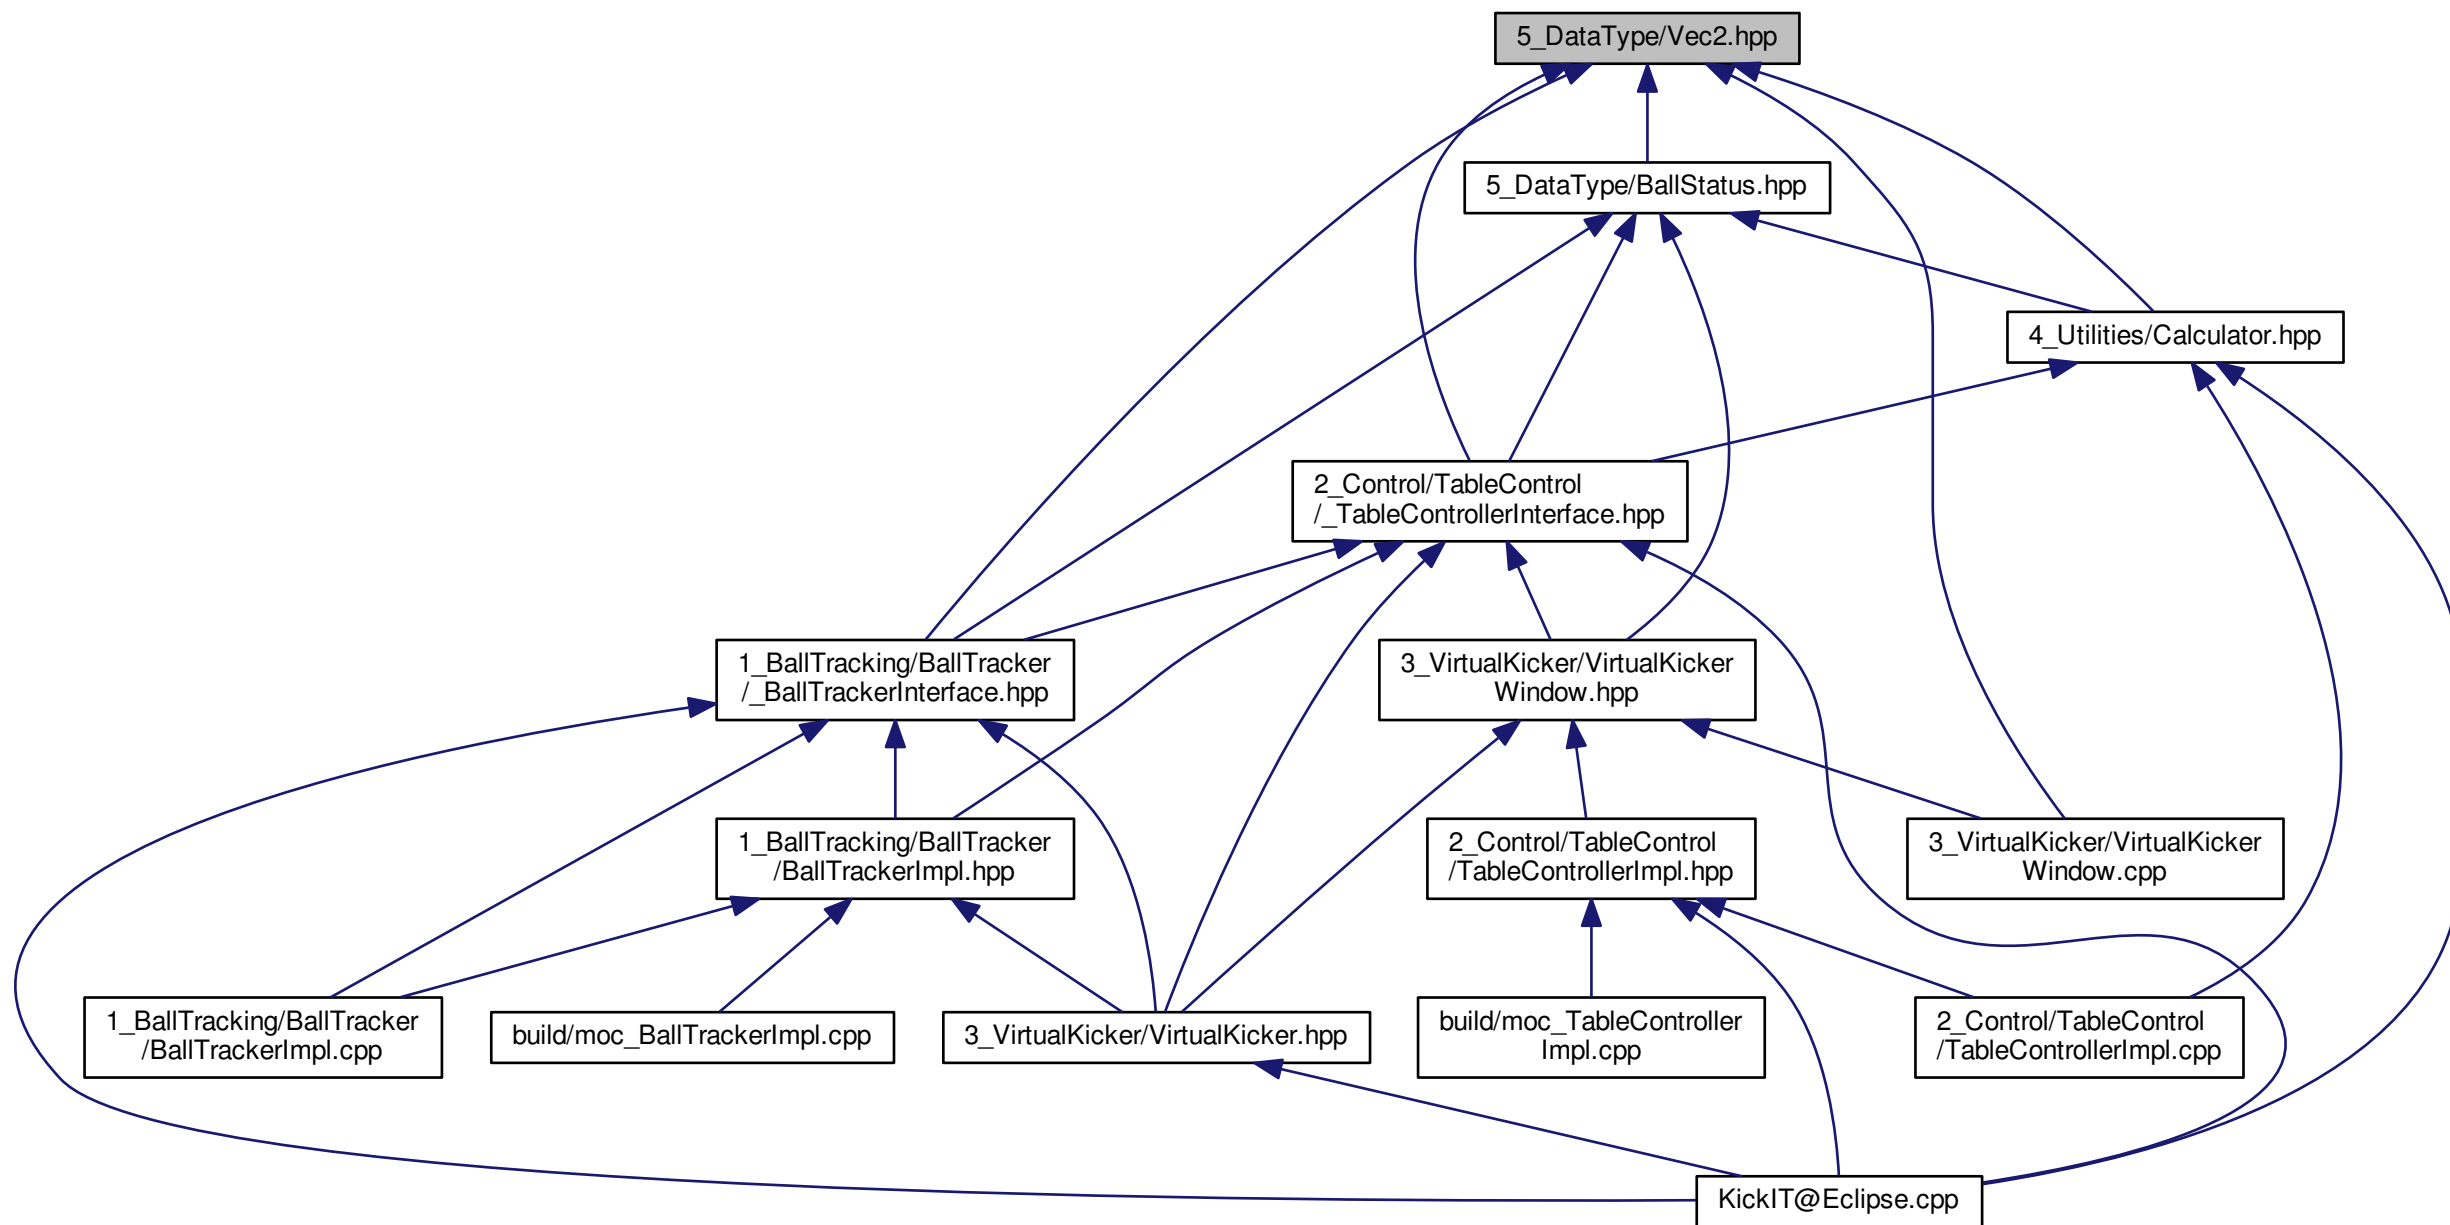 5_DataType/Vec2.hpp
5_DataType/BallStatus.hpp
4_Utilities/Calculator.hpp
2_Control/TableControl
/_TableControllerInterface.hpp
1_BallTracking/BallTracker
/_BallTrackerInterface.hpp
3_VirtualKicker/VirtualKicker
Window.hpp
1_BallTracking/BallTracker
/BallTrackerImpl.hpp
2_Control/TableControl
/TableControllerImpl.hpp
3_VirtualKicker/VirtualKicker
Window.cpp
1_BallTracking/BallTracker
/BallTrackerImpl.cpp
build/moc_BallTrackerImpl.cpp
3_VirtualKicker/VirtualKicker.hpp
build/moc_TableController
Impl.cpp
2_Control/TableControl
/TableControllerImpl.cpp
KickIT@Eclipse.cpp